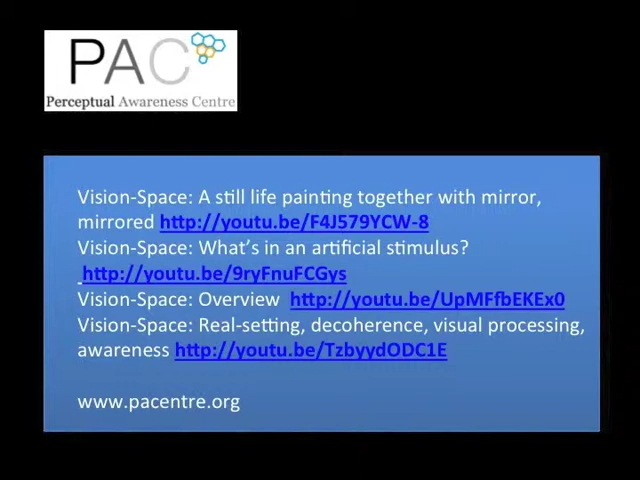 PAC
Perceptual Awareness Centre
Vision-Space: A still life painting together with mirror,
mirrored http://youtu.be/F4J579YCW-8
Vision-Space: What's in an artificial stimulus?
http://youtu.be/9ryFnuFCGys
Vision-Space: Overview http://youtu.be/UpMFfbEKEx0
Vision-Space: Real-setting, decoherence, visual processing,
awareness http://youtu.be/TzbyydODC1E
www.pacentre.org